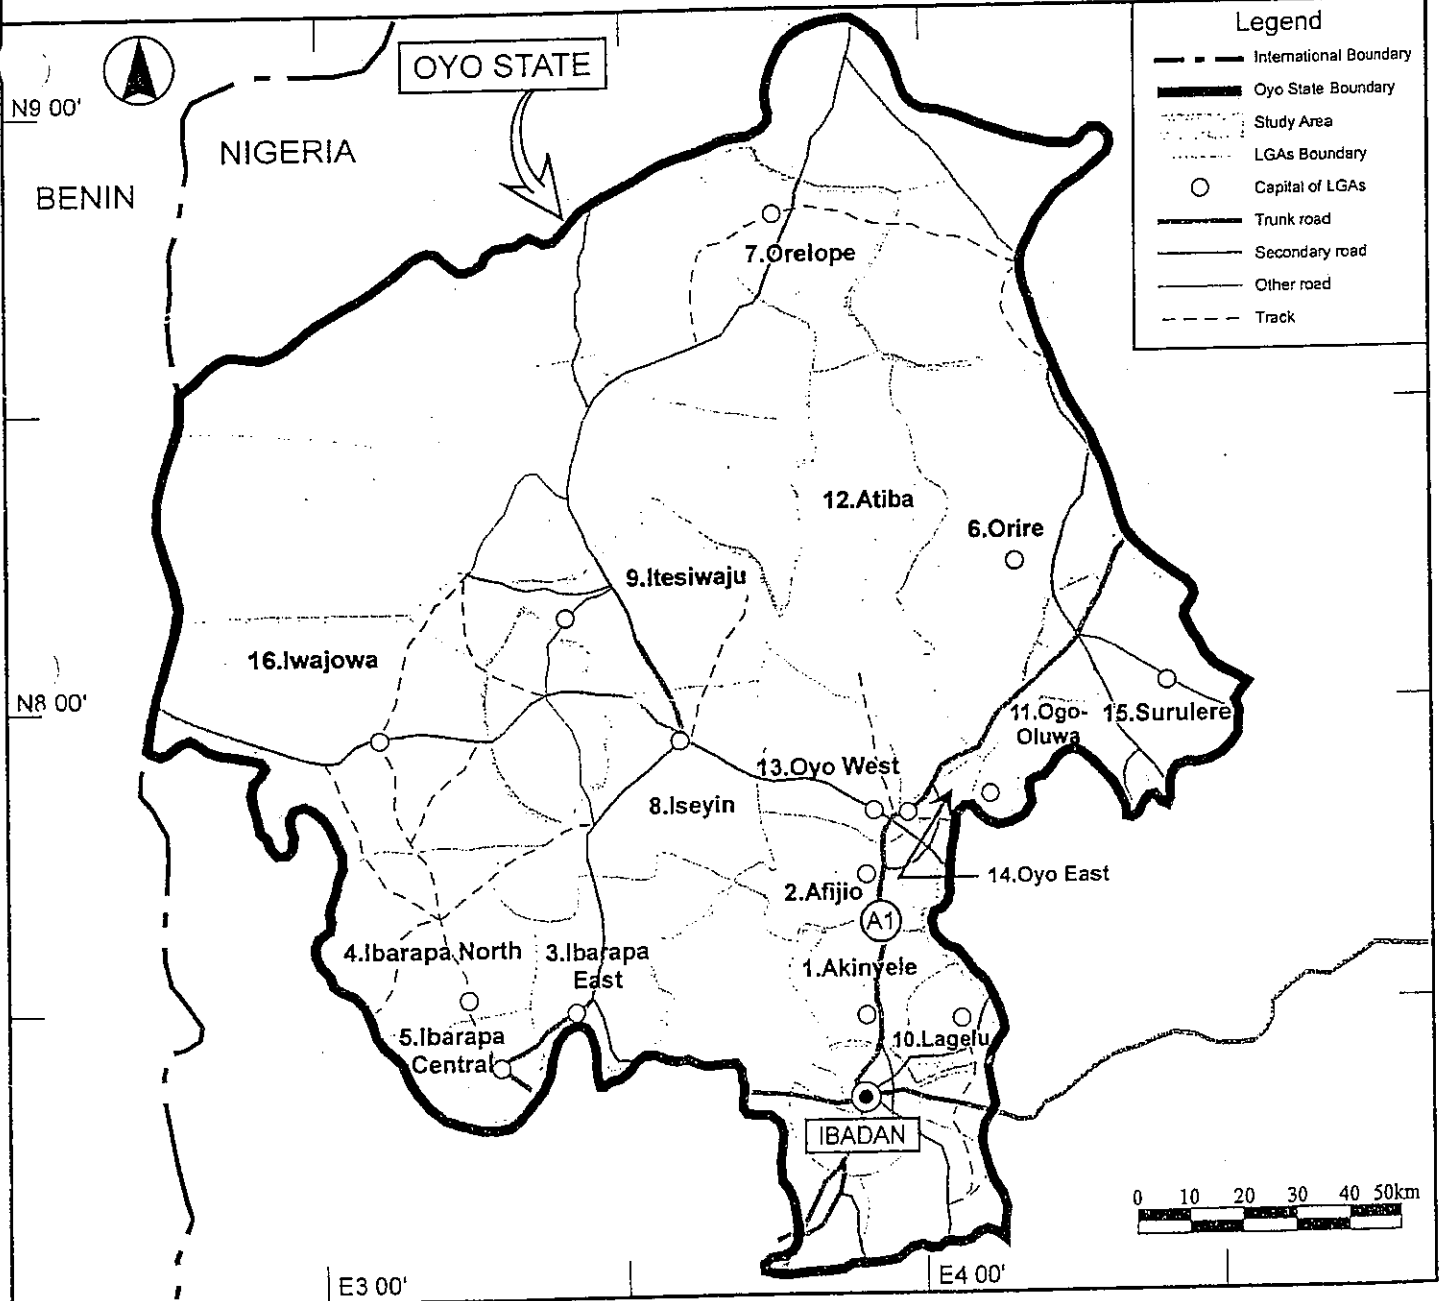 Legend
International Boundary
Oyo State Boundary
Study Area
LGAs Boundary
Capital of LGAs
Trunk road
Secondary road
Other road
Track
OYO STATE
N9 00'
NIGERIA
BENIN
7.Orelope
12.Atiba
6.Orire
9.Itesiwaju
16.Iwajowa
N8 00'
11.Ogo-
Oluwa
15.Surulere
13.Oyo West
8.Iseyin
14.Oyo East
2.Afijio
A1
4.Ibarapa North
3.Ibarapa
East
1.Akinyele
5.Ibarapa
Central
10.Lagelu
IBADAN
0 10 20 30 40 50km
E3 00'
E4 00'